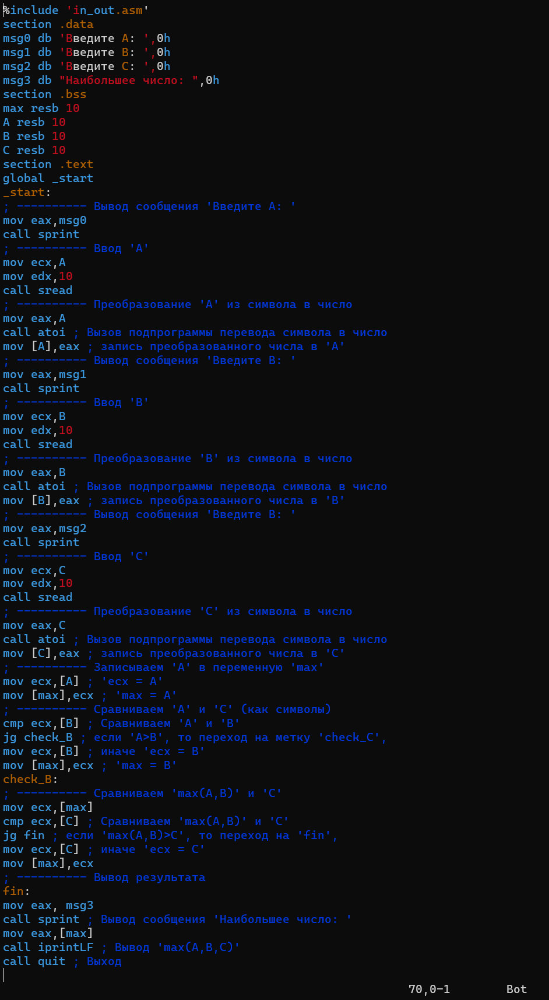 %include 'in_out.asm'
section .data
msg0 db 'Введите A: ',0h
msg1 db 'Введите B: ',0h
msg2 db 'Введите C: ',0h
msg3 db "Наибольшее число: ",0h
section .bss
max resb 10
A resb 10
B resb 10
C resb 10
section .text
global _start
_start:
; ---------- Вывод сообщения 'Введите A: '
mov eax,msg0
call sprint
; ---------- Ввод 'A'
mov ecx,A
mov edx,10
call sread
; ---------- Преобразование 'A' из символа в число
mov eax,A
call atoi ; Вызов подпрограммы перевода символа в число
mov [A],eax ; запись преобразованного числа в 'A'
; ---------- Вывод сообщения 'Введите B: '
mov eax,msg1
call sprint
; ---------- Ввод 'B'
mov ecx,B
mov edx,10
call sread
; ---------- Преобразование 'B' из символа в число
mov eax,B
call atoi ; Вызов подпрограммы перевода символа в число
mov [B],eax ; запись преобразованного числа в 'B'
; ---------- Вывод сообщения 'Введите B: '
mov eax,msg2
call sprint
; ---------- Ввод 'C'
mov ecx,C
mov edx,10
call sread
; ---------- Преобразование 'C' из символа в число
mov eax,C
call atoi ; Вызов подпрограммы перевода символа в число
mov [C],eax ; запись преобразованного числа в 'C'
; ---------- Записываем 'A' в переменную 'max'
mov ecx,[A] ; 'ecx = A'
mov [max],ecx ; 'max = A'
; ---------- Сравниваем 'A' и 'C' (как символы)
cmp ecx,[B] ; Сравниваем 'A' и 'B'
jg check_B ; если 'A>B', то переход на метку 'check_C',
mov ecx,[B] ; иначе 'ecx = B'
mov [max],ecx ; 'max = B'
check_B:
; ---------- Сравниваем 'max(A,B)' и 'C'
mov ecx,[max]
cmp ecx,[C] ; Сравниваем 'max(A,B)' и 'C'
jg fin ; если 'max(A,B)>C', то переход на 'fin',
mov ecx,[C] ; иначе 'ecx = C'
mov [max],ecx
; ---------- Вывод результата
fin:
mov eax, msg3
call sprint ; Вывод сообщения 'Наибольшее число: '
mov eax,[max]
call iprintLF ; Вывод 'max(A,B,C)'
call quit ; Выход
70,0-1 Bot